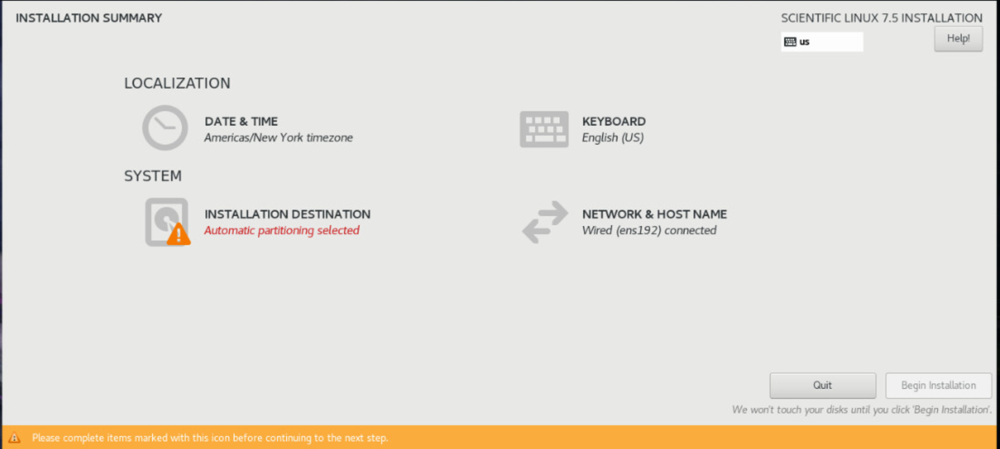 INSTALLATION SUMMARY
SCIENTIFIC LINUX 7.5 INSTALLATION
us
Help!
LOCALIZATION
DATE & TIME
Americas/New York timezone
KEYBOARD
English (US)
SYSTEM
INSTALLATION DESTINATION
Automatic partitioning selected
NETWORK & HOST NAME
Wired (ens192) connected
Quit
Begin Installation
We won't touch your disks until you click 'Begin Installation'.
Please complete items marked with this icon before continuing to the next step.